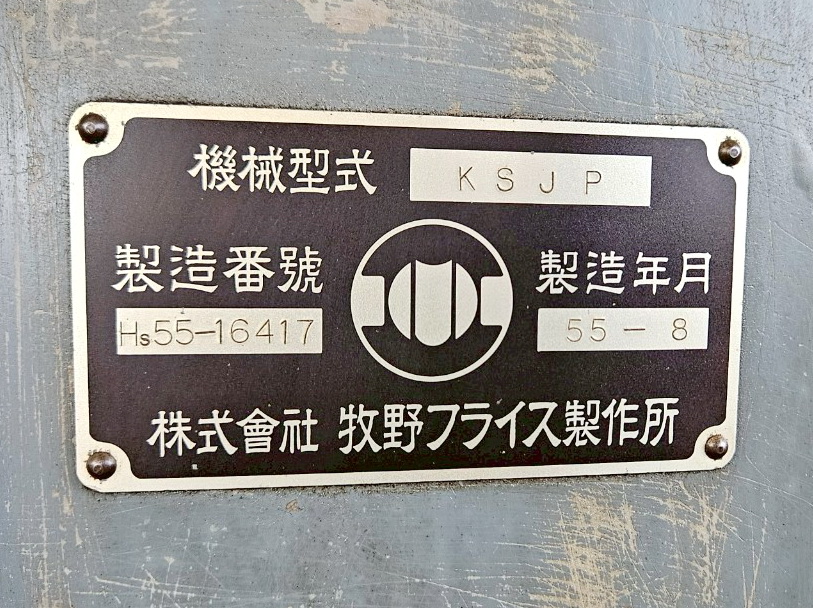 機械型式 KSJP
製造番號 製造年月
Hs55-16417 55-8
株式會社 牧野フライス製作所